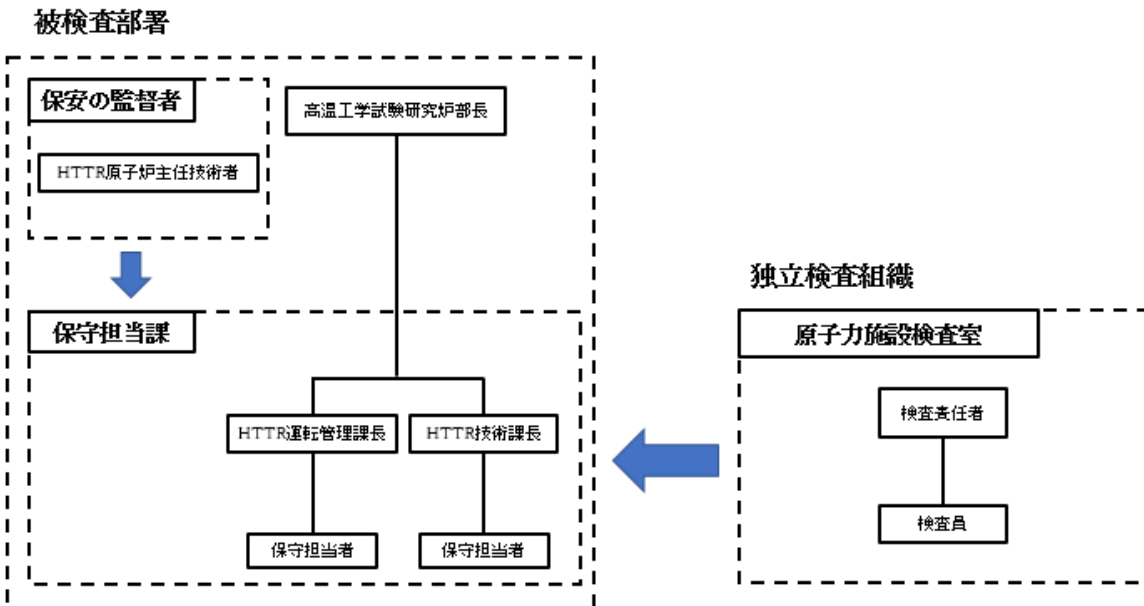 被検査部署
保安の監督者
高温工学試験研究炉部長
HTTR原子炉主任技術者
独立検査組織
保守担当課
原子力施設検査室
検査責任者
HTTR運転管理課長
HTTR技術課長
検査員
保守担当者
保守担当者